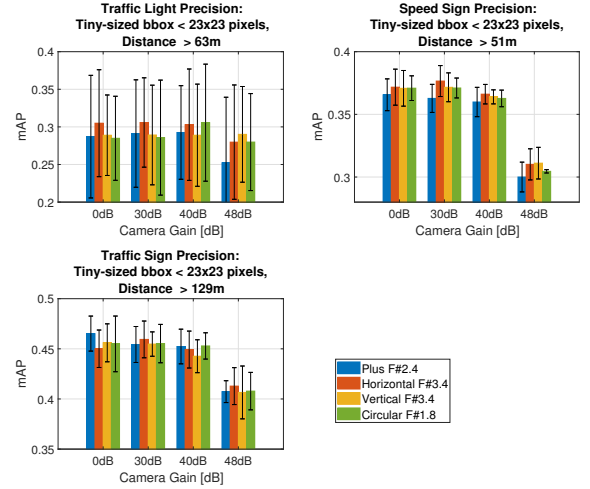 Traffic Light Precision:
Tiny-sized bbox < 23x23 pixels,
Distance > 63m
0.4
0.35
0.3
0.25
0.2
mAP
0dB 30dB 40dB 48dB
Camera Gain [dB]
Speed Sign Precision:
Tiny-sized bbox < 23x23 pixels,
Distance > 51m
0.4
0.35
0.3
mAP
0dB 30dB 40dB 48dB
Camera Gain [dB]
Traffic Sign Precision:
Tiny-sized bbox < 23x23 pixels,
Distance > 129m
0.5
0.45
0.4
0.35
mAP
0dB 30dB 40dB 48dB
Camera Gain [dB]
Plus F#2.4
Horizontal F#3.4
Vertical F#3.4
Circular F#1.8